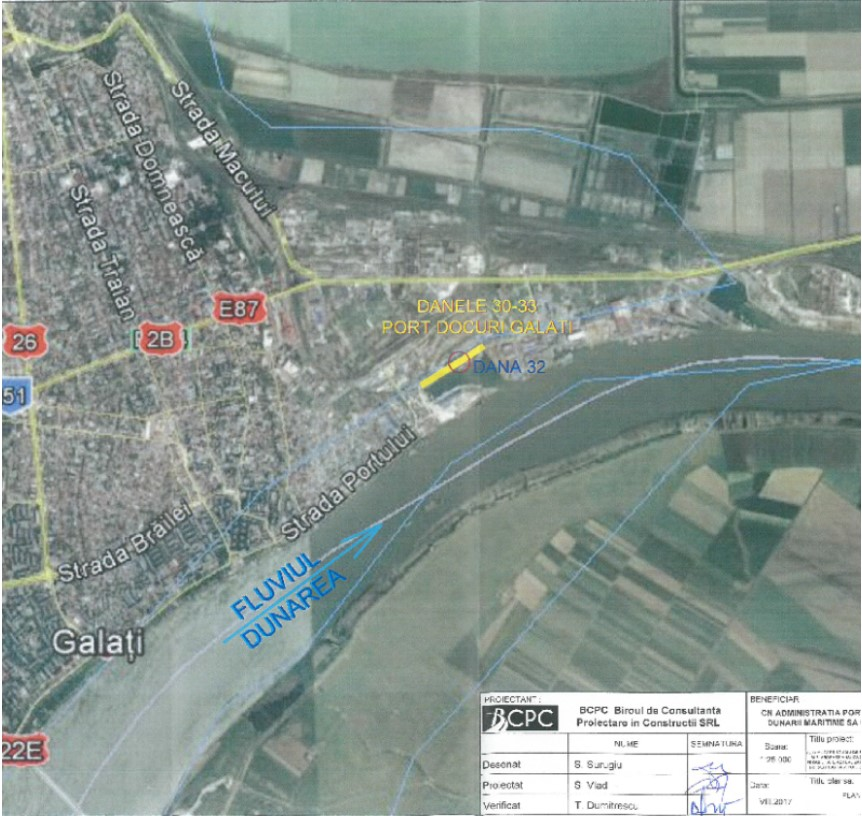 Strada Domnească
Strada Macului
Strada Traian
E87
26
2B
51
DANELE 30-33
PORT DOCURI GALATI
DANA 32
Strada Portului
Strada Brăilei
FLUVIUL
DUNAREA
Galați
22E
PROIECTANT :
BCPC
BCPC Biroul de Consultanta
Proiectare in Constructii SRL
BENEFICIAR
CN ADMINISTRATIA POR
DUNARII MARITIME SA
NUME
SEMNATURA
Scara:
Titlu proiect:
Desenat
S. Surugiu
Proiectat
S Vlad
Data:
VIII.2017
Titlu plansa:
PLAN
Verificat
T. Dumitrescu